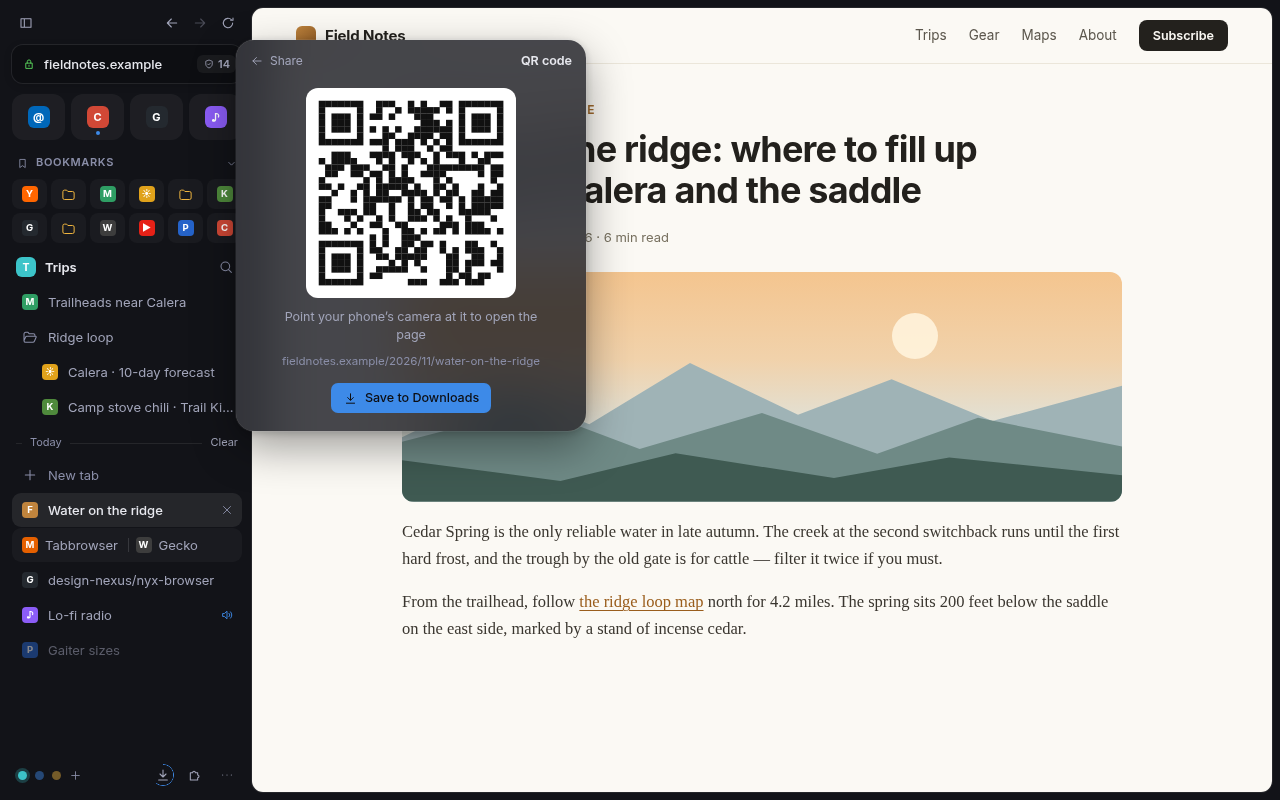 fieldnotes.example
14
@
C
G
BOOKMARKS
Y
M
K
G
W
P
C
T Trips
M Trailheads near Calera
Ridge loop
Calera · 10-day forecast
K Camp stove chili · Trail Ki...
Today
Clear
New tab
F Water on the ridge
M Tabbrowser
W Gecko
G design-nexus/nyx-browser
Lo-fi radio
P Gaiter sizes
Share
QR code
Point your phone's camera at it to open the
page
fieldnotes.example/2026/11/water-on-the-ridge
Save to Downloads
Field Notes
Trips
Gear
Maps
About
Subscribe
ridge: where to fill up
and the saddle
6 min read
Cedar Spring is the only reliable water in late autumn. The creek at the second switchback runs until the first
hard frost, and the trough by the old gate is for cattle — filter it twice if you must.
From the trailhead, follow the ridge loop map north for 4.2 miles. The spring sits 200 feet below the saddle
on the east side, marked by a stand of incense cedar.